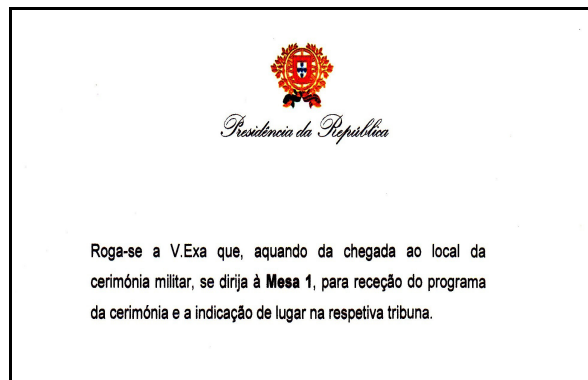 Presidência da República
Roga-se a V.Exa que, aquando da chegada ao local da
cerimónia militar, se dirija à Mesa 1, para receção do programa
da cerimónia e a indicação de lugar na respetiva tribuna.